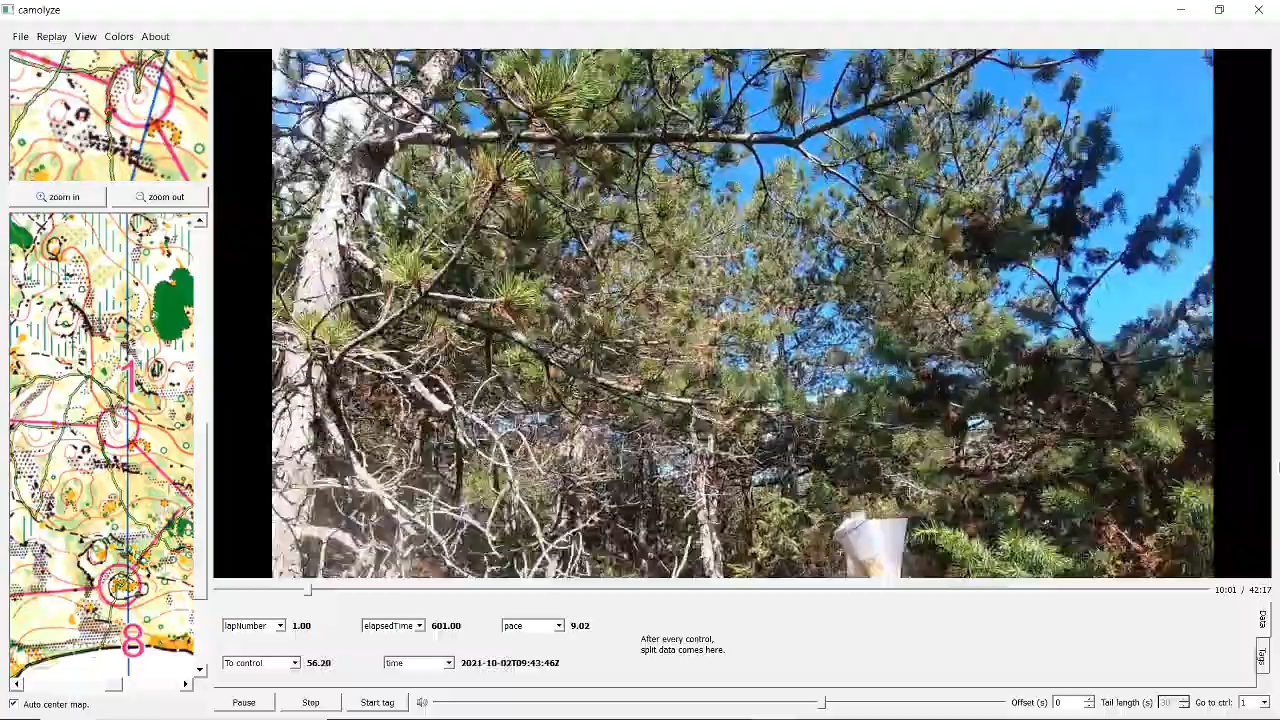 camolyze
File Replay View Colors About
zoom in zoom out
1
8
10:01 / 42:17
lapNumber 1.00 elapsedTime 601.00 pace 9.02
After every control,
split data comes here.
To control 56.20 time 2021-10-02T09:43:46Z
Data
Tags
Auto center map.
Pause Stop Start tag Offset (s) 0 Tail length (s) 30 Go to ctrl: 1